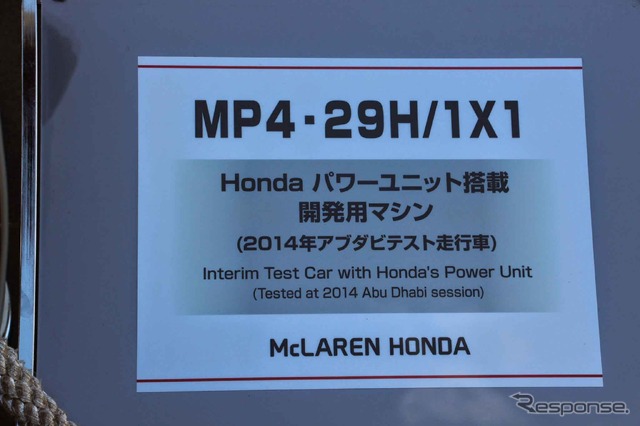 MP4-29H/1X1
Honda パワーユニット搭載
開発用マシン
(2014年アブダビテスト走行車)
Interim Test Car with Honda's Power Unit
(Tested at 2014 Abu Dhabi session)
McLAREN HONDA
Response.